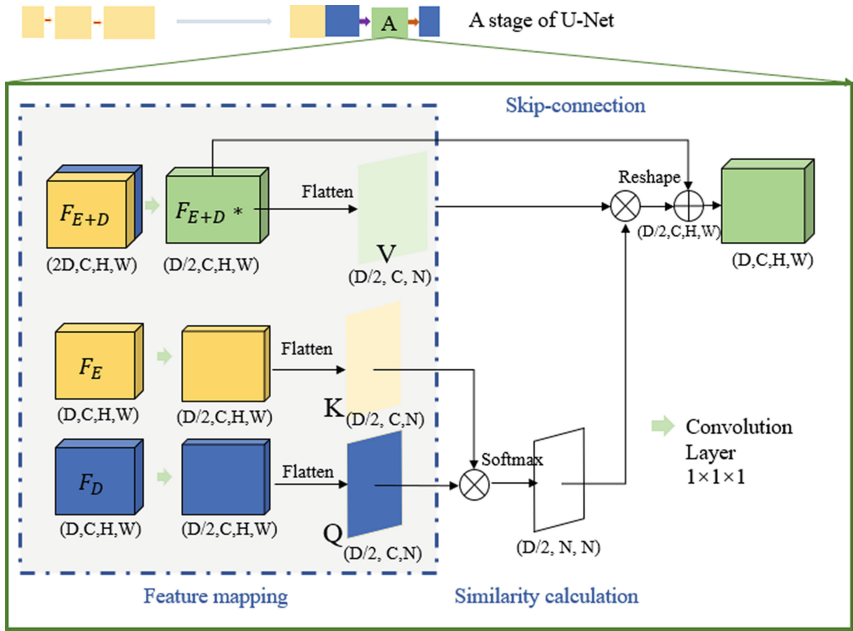 A
A stage of U-Net
Skip-connection
F_{E+D}
F_{E+D} *
Flatten
Reshape
(2D,C,H,W)
(D/2,C,H,W)
V
(D/2, C, N)
(D/2,C,H,W)
(D,C,H,W)
F_E
Flatten
(D,C,H,W)
(D/2,C,H,W)
K
(D/2, C,N)
F_D
Flatten
Softmax
Convolution
Layer
1×1×1
(D,C,H,W)
(D/2,C,H,W)
Q
(D/2, C,N)
(D/2, N, N)
Feature mapping
Similarity calculation